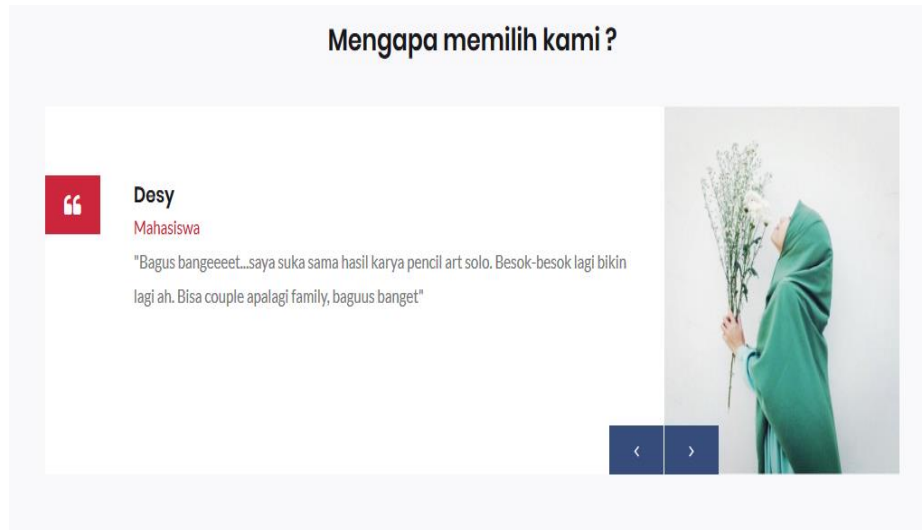 Mengapa memilih kami ?
Desy
Mahasiswa
"Bagus bangeeeet...saya suka sama hasil karya pencil art solo. Besok-besok lagi bikin
lagi ah. Bisa couple apalagi family, baguus banget"